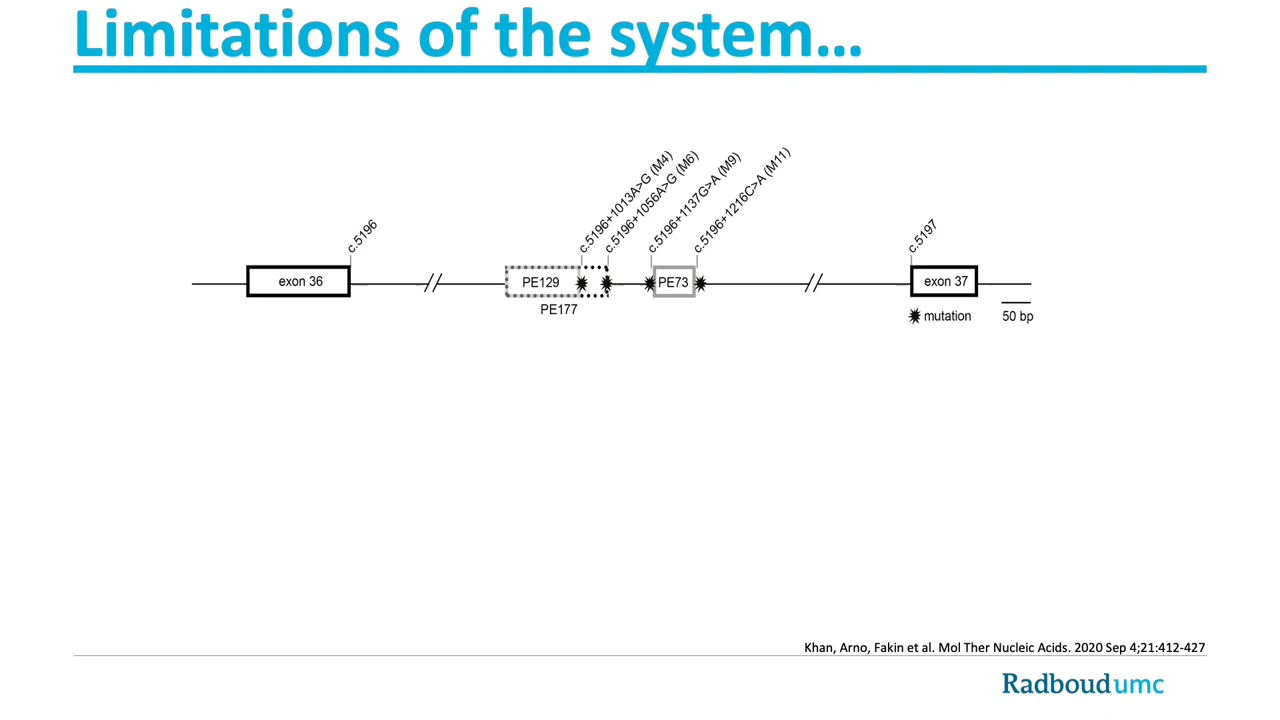 Limitations of the system...
c.5196
c.5196+1013A>G (M4)
c.5196+1056A>G (M6)
c.5196+1137G>A (M9)
c.5196+1216C>A (M11)
c.5197
exon 36
PE129
PE73
exon 37
PE177
mutation
50 bp
Khan, Arno, Fakin et al. Mol Ther Nucleic Acids. 2020 Sep 4;21:412-427
Radboudumc